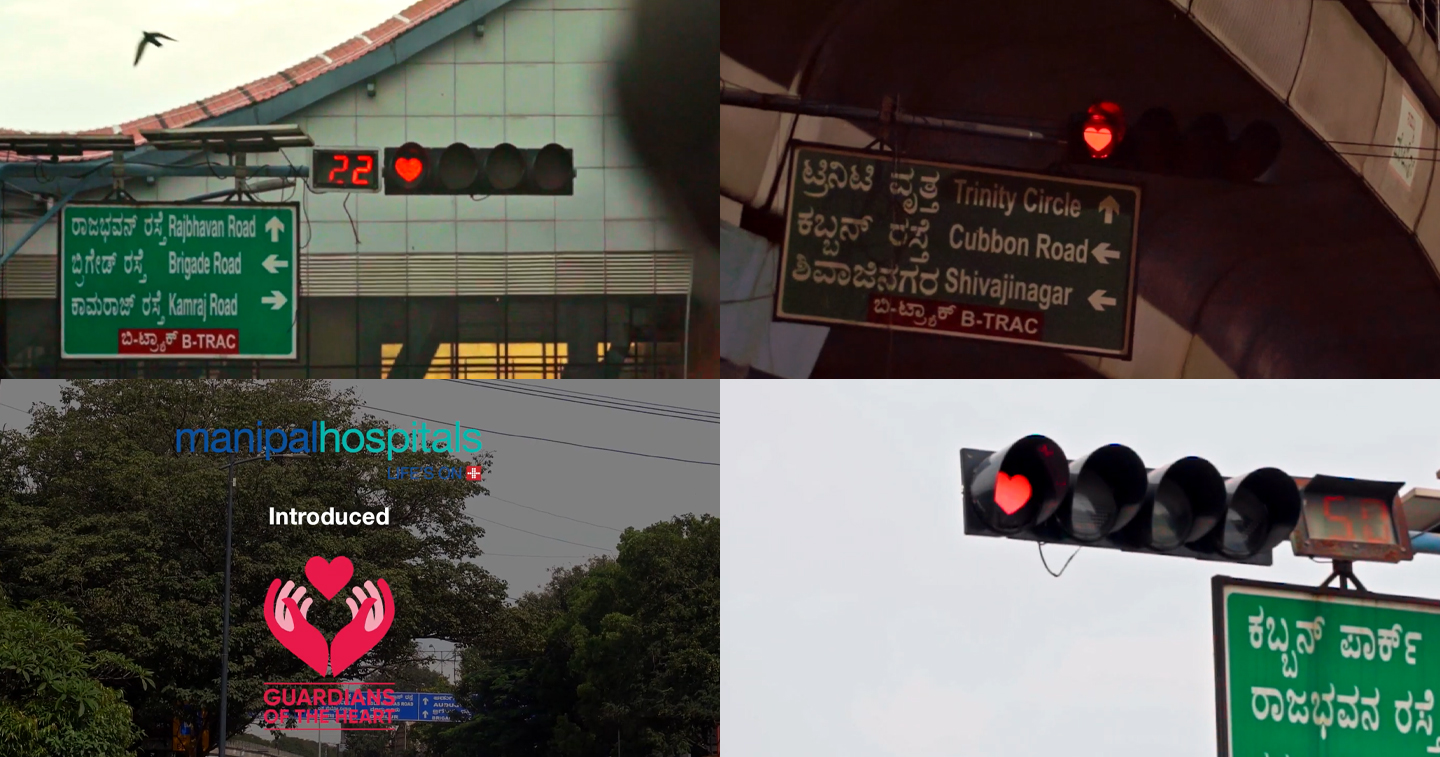 22
ರಾಜಭವನ್ ರಸ್ತೆ Rajbhavan Road
ಬ್ರಿಗೇಡ್ ರಸ್ತೆ Brigade Road
ಕಾಮರಾಜ್ ರಸ್ತೆ Kamraj Road
ಬಿ-ಟ್ರ್ಯಾಕ್ B-TRAC
ಟ್ರಿನಿಟಿ ವೃತ್ತ Trinity Circle
ಕಬ್ಬನ್ ರಸ್ತೆ Cubbon Road
ಶಿವಾಜಿನಗರ Shivajinagar
ಬಿ-ಟ್ರ್ಯಾಕ್ B-TRAC
manipalhospitals
LIFE'S ON
Introduced
GUARDIANS
OF THE HEART
50
ಕಬ್ಬನ್ ಪಾರ್ಕ್
ರಾಜಭವನ ರಸ್ತೆ